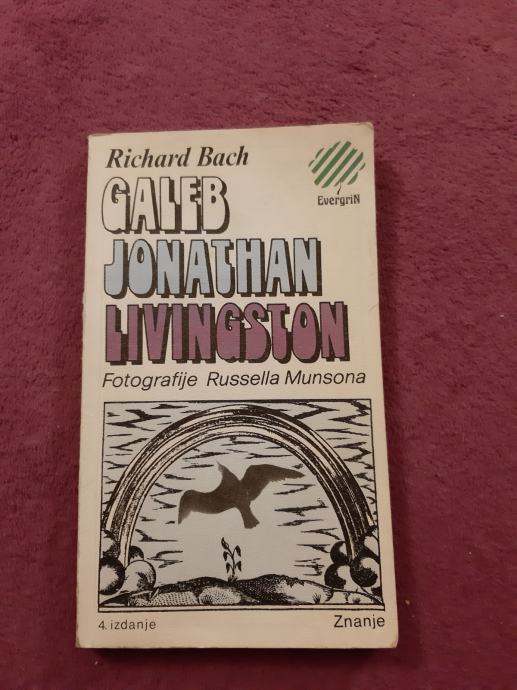 Richard Bach
EvergriN
GALEB
JONATHAN
LIVINGSTON
Fotografije Russella Munsona
4. izdanje
Znanje